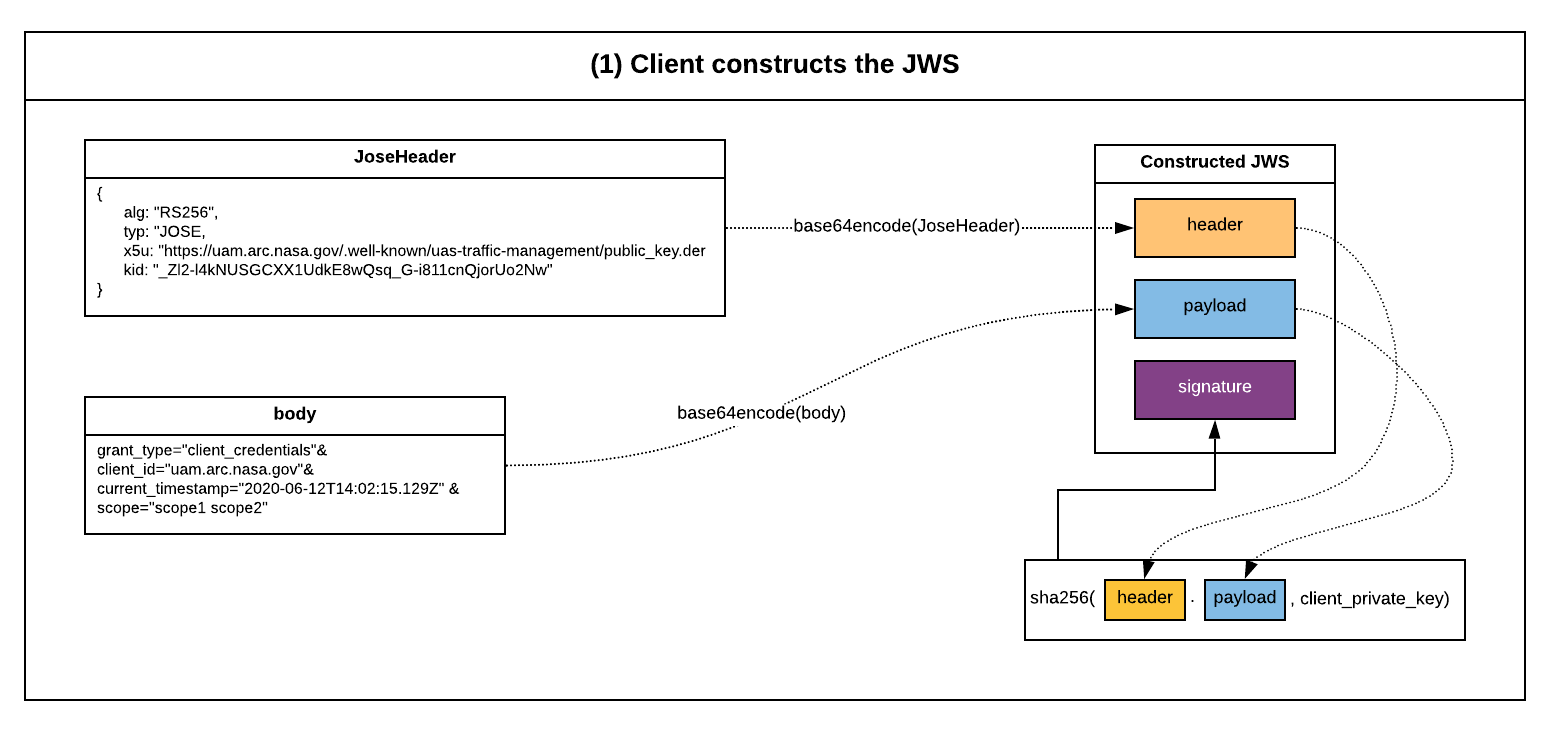 (1) Client constructs the JWS
JoseHeader
{
alg: "RS256",
typ: "JOSE,
x5u: "https://uam.arc.nasa.gov/.well-known/uas-traffic-management/public_key.der
kid: "_Zl2-l4kNUSGCXX1UdkE8wQsq_G-i811cnQjorUo2Nw"
}
base64encode(JoseHeader)
Constructed JWS
header
payload
signature
body
grant_type="client_credentials"&
client_id="uam.arc.nasa.gov"&
current_timestamp="2020-06-12T14:02:15.129Z" &
scope="scope1 scope2"
base64encode(body)
sha256( header . payload , client_private_key)